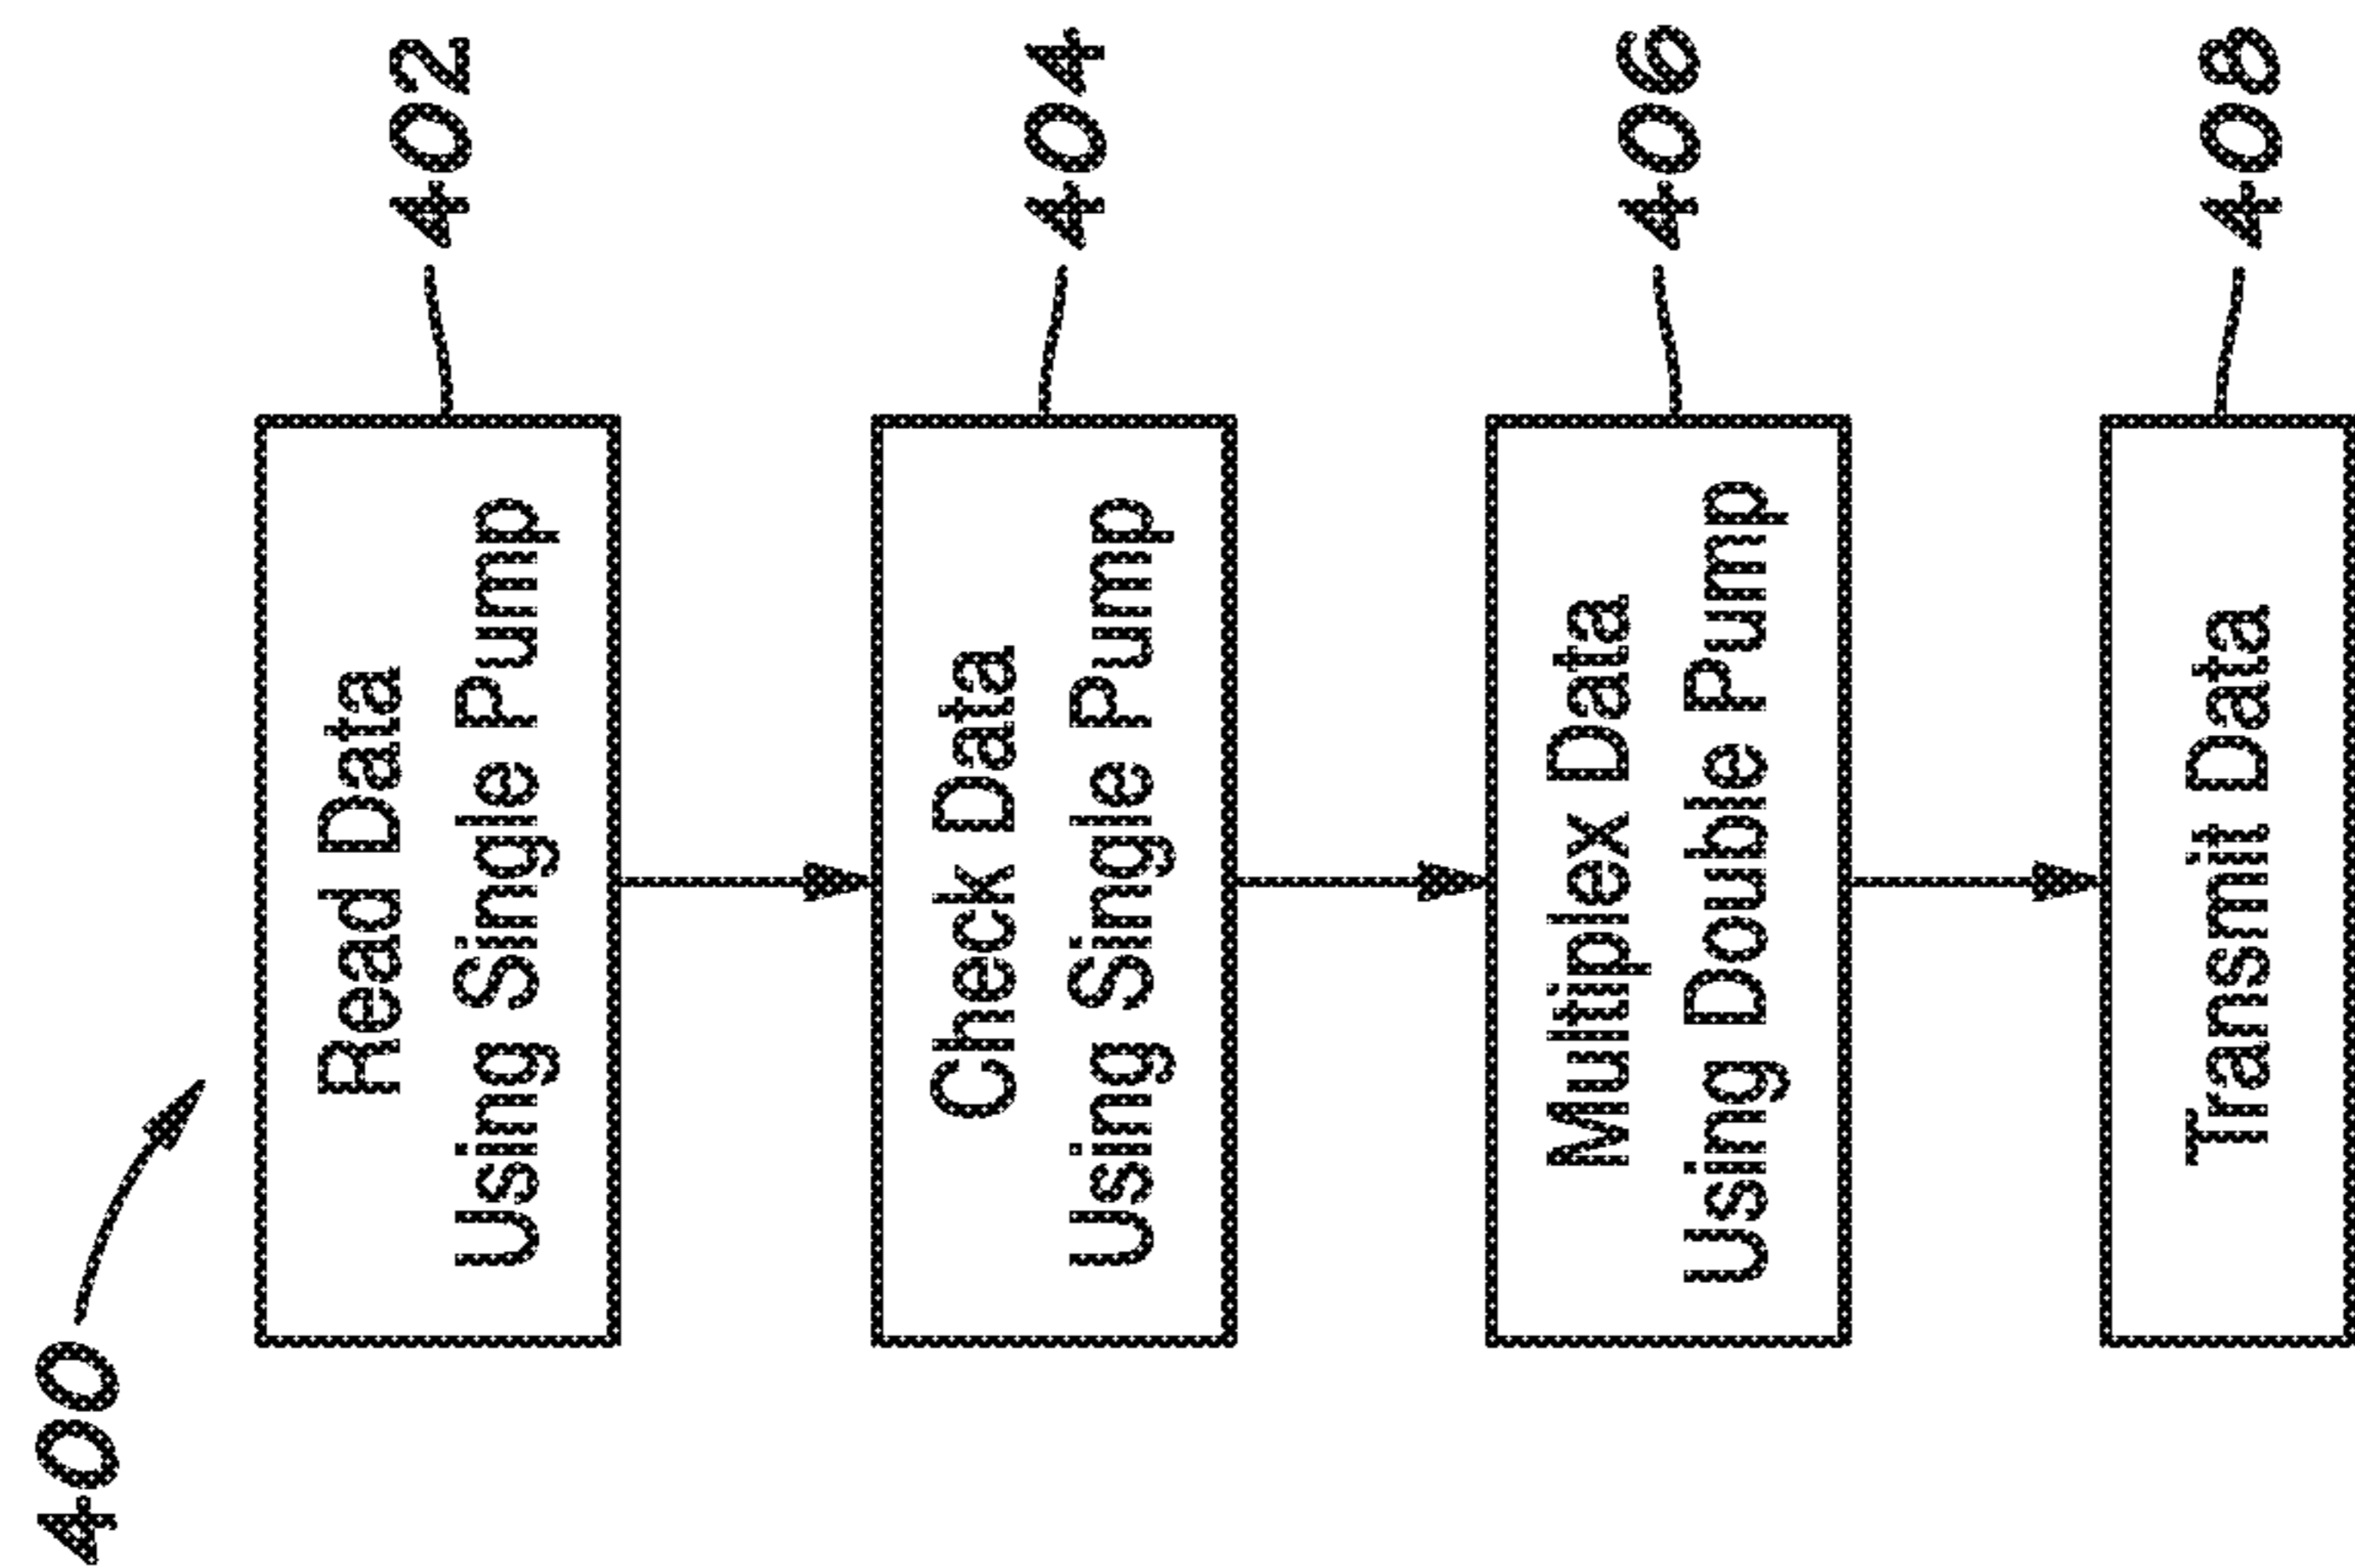 400
Read Data
Using Single Pump
402
Check Data
Using Single Pump
404
Multiplex Data
Using Double Pump
406
Transmit Data
408